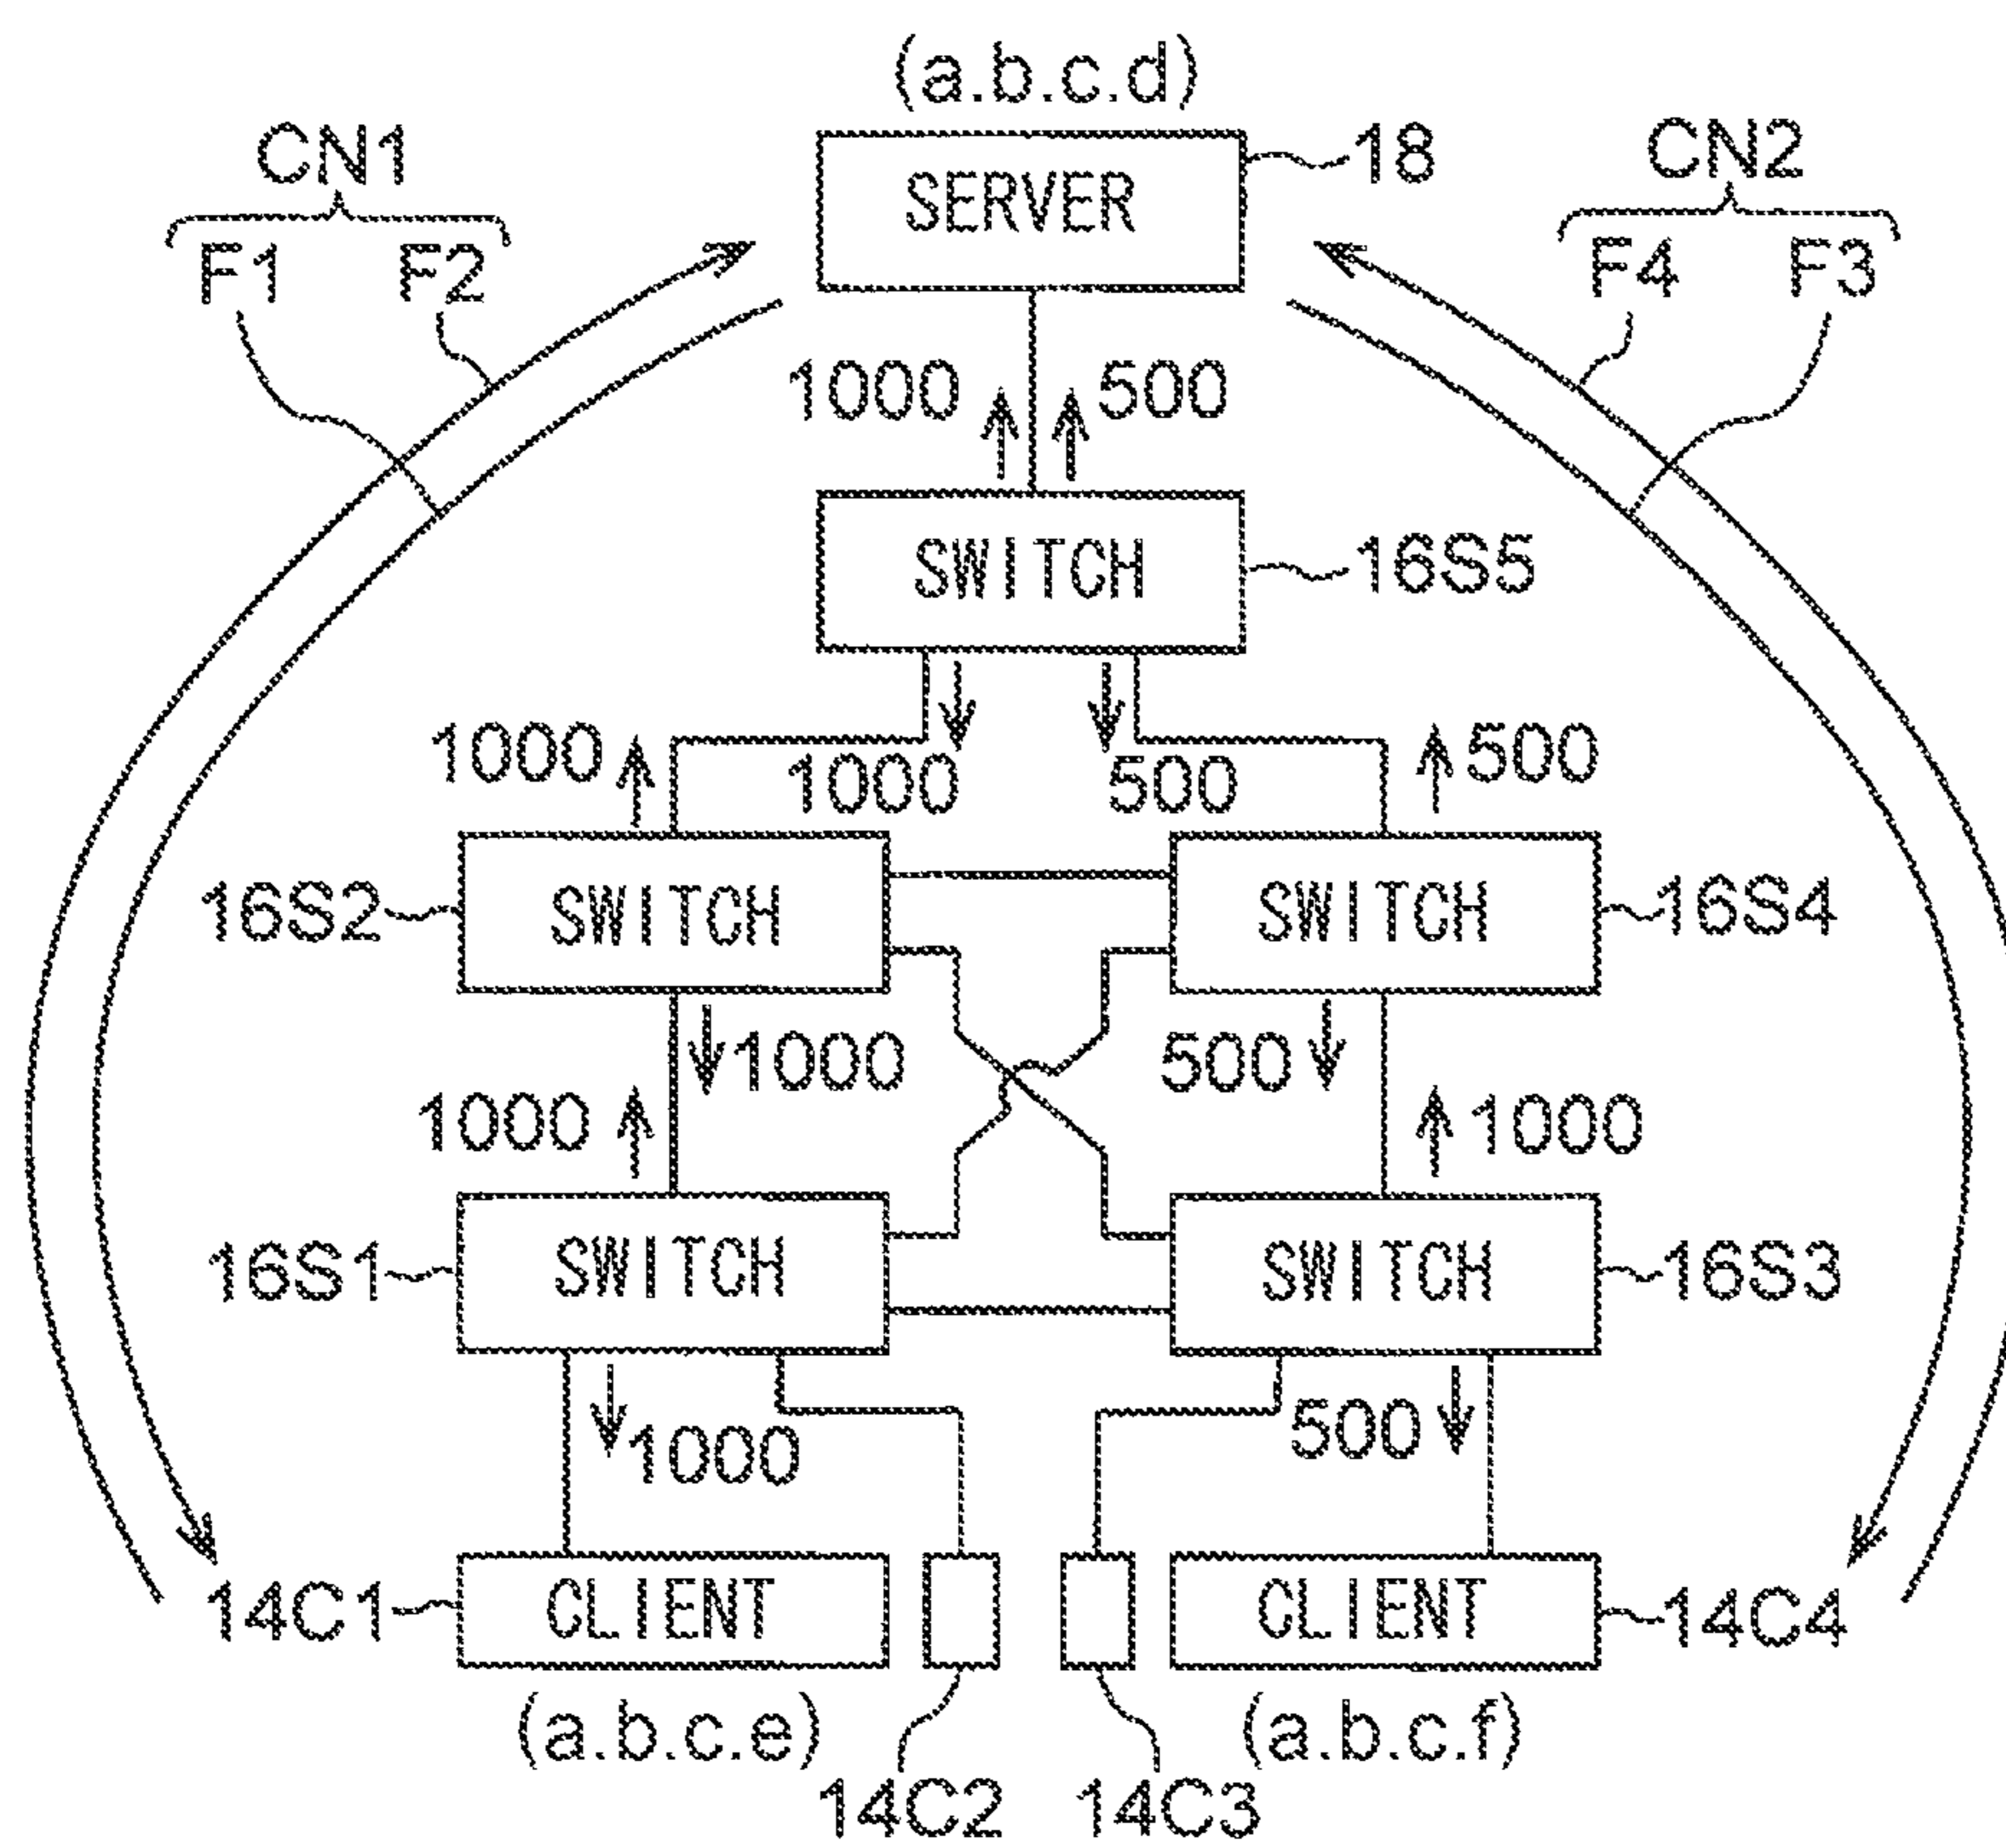 (a.b.c.d)
CN1
18
CN2
SERVER
F1 F2
F4 F3
1000 500
SWITCH
16S5
1000
1000
500
500
16S2
SWITCH
SWITCH
16S4
1000
500
1000
1000
16S1
SWITCH
SWITCH
16S3
1000
500
14C1
CLIENT
CLIENT
14C4
(a.b.c.e)
(a.b.c.f)
14C2
14C3